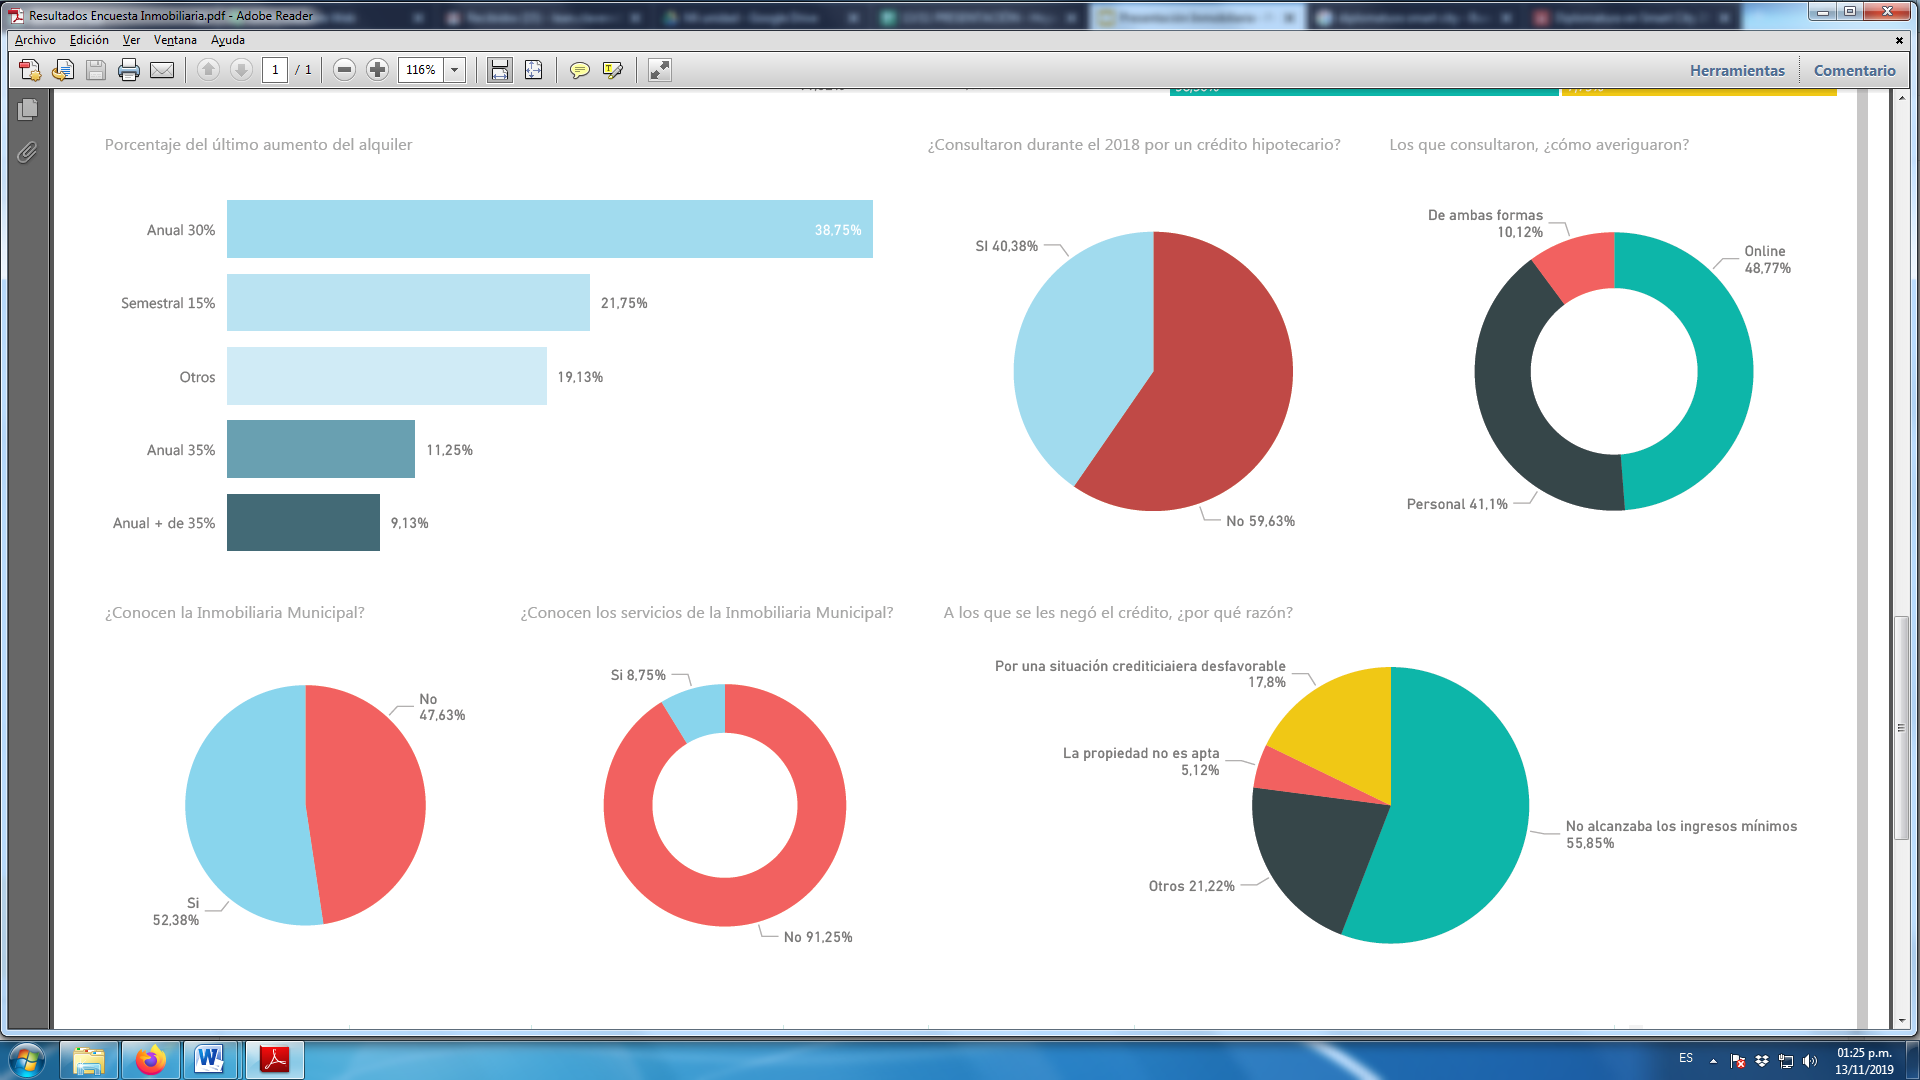 Resultados Encuesta Inmobiliaria.pdf - Adobe Reader
Archivo Edición Ver Ventana Ayuda
1 / 1 116% Herramientas Comentario
Porcentaje del último aumento del alquiler
Anual 30% 38,75%
Semestral 15% 21,75%
Otros 19,13%
Anual 35% 11,25%
Anual + de 35% 9,13%
¿Consultaron durante el 2018 por un crédito hipotecario?
SI 40,38%
No 59,63%
Los que consultaron, ¿cómo averiguaron?
De ambas formas
10,12%
Online
48,77%
Personal 41,1%
¿Conocen la Inmobiliaria Municipal?
No
47,63%
Si
52,38%
¿Conocen los servicios de la Inmobiliaria Municipal?
Si 8,75%
No 91,25%
A los que se les negó el crédito, ¿por qué razón?
Por una situación crediticiaiera desfavorable
17,8%
La propiedad no es apta
5,12%
No alcanzaba los ingresos mínimos
55,85%
Otros 21,22%
ES
01:25 p.m.
13/11/2019